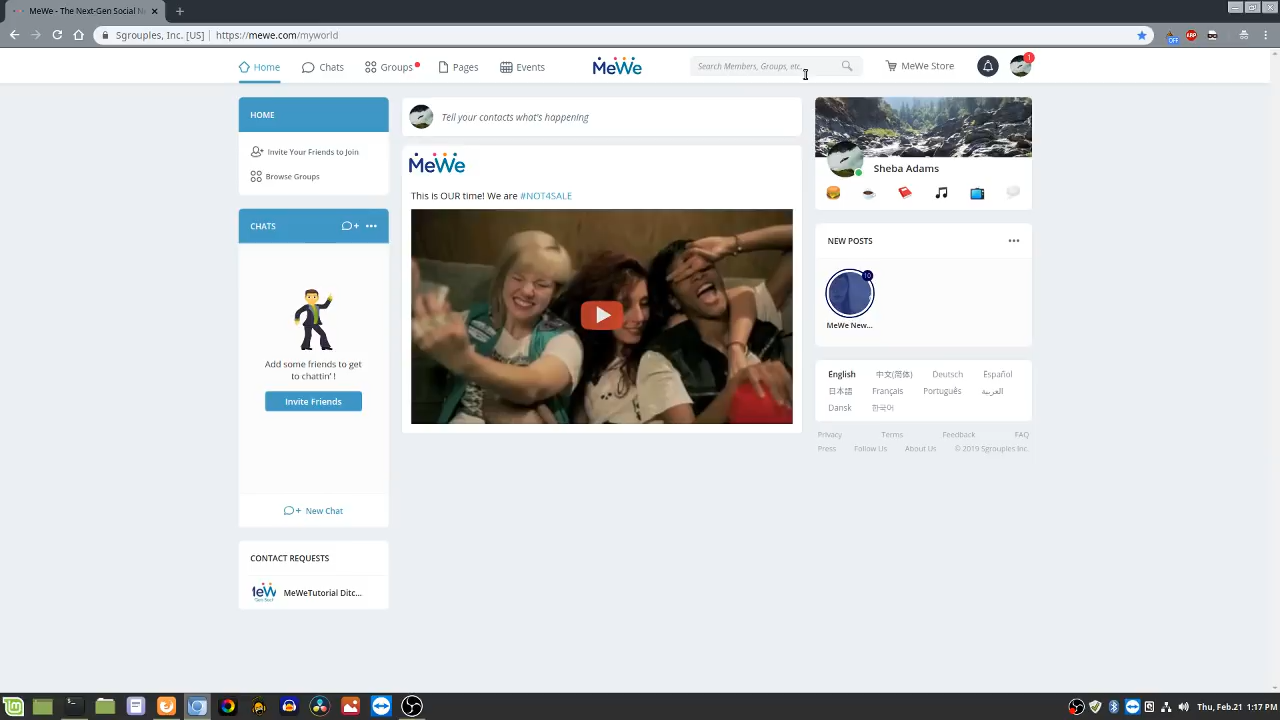 MeWe - The Next-Gen Social N
Sgrouples, Inc. [US] | https://mewe.com/myworld
OFF
ABP
Home
Chats
Groups
Pages
Events
MeWe
Search Members, Groups, etc..
MeWe Store
1
HOME
Invite Your Friends to Join
Browse Groups
CHATS
Add some friends to get
to chattin' !
Invite Friends
New Chat
CONTACT REQUESTS
MeWeTutorial Ditc...
Tell your contacts what's happening
MeWe
This is OUR time! We are #NOT4SALE
Sheba Adams
NEW POSTS
10
MeWe New...
English 中文(简体) Deutsch Español
日本語 Français Português العربية
Dansk 한국어
Privacy Terms Feedback FAQ
Press Follow Us About Us © 2019 Sgrouples Inc.
Thu, Feb.21 1:17 PM